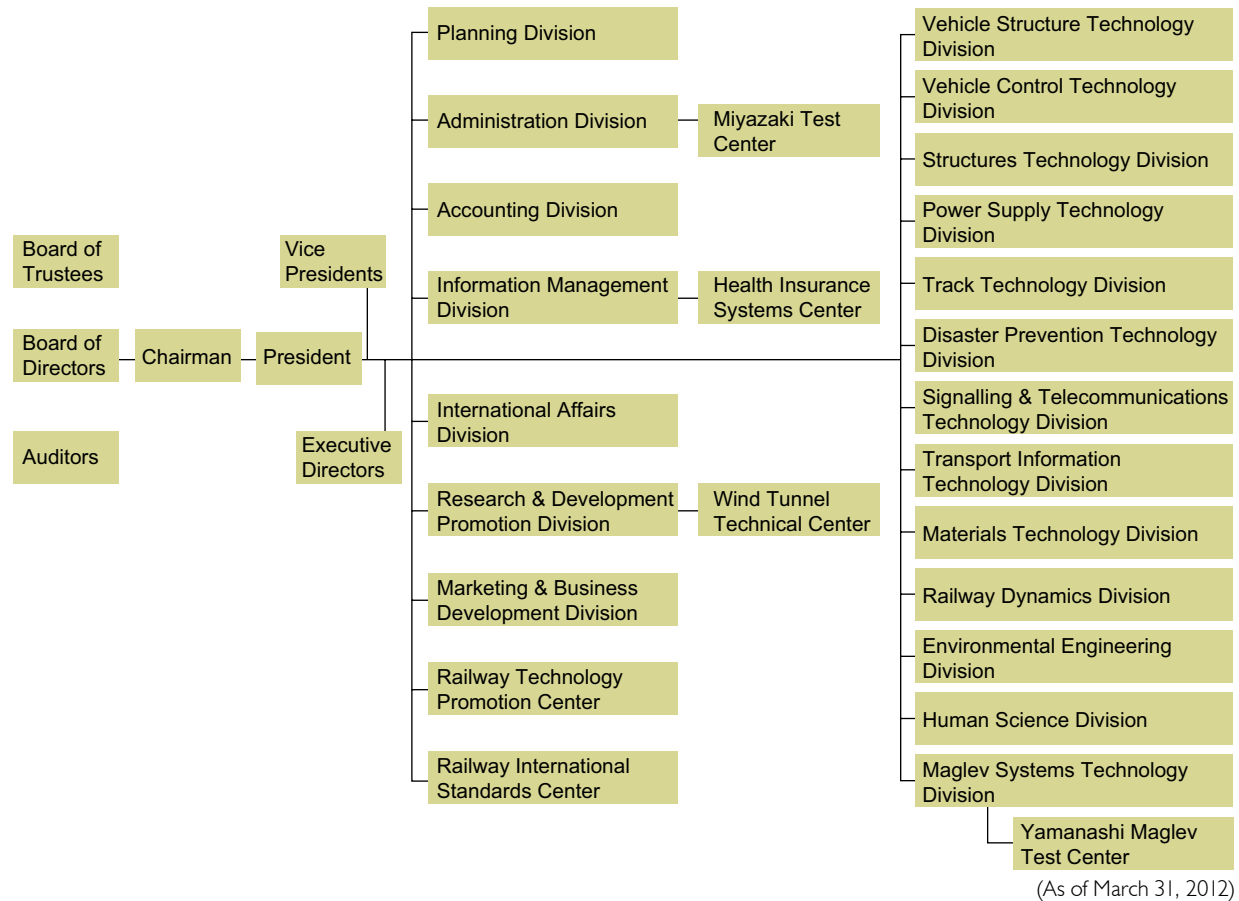 Board of
Trustees
Board of
Directors
Auditors
Chairman
President
Vice
Presidents
Executive
Directors
Planning Division
Administration Division
Miyazaki Test
Center
Accounting Division
Information Management
Division
Health Insurance
Systems Center
International Affairs
Division
Research & Development
Promotion Division
Wind Tunnel
Technical Center
Marketing & Business
Development Division
Railway Technology
Promotion Center
Railway International
Standards Center
Vehicle Structure Technology
Division
Vehicle Control Technology
Division
Structures Technology Division
Power Supply Technology
Division
Track Technology Division
Disaster Prevention Technology
Division
Signalling & Telecommunications
Technology Division
Transport Information
Technology Division
Materials Technology Division
Railway Dynamics Division
Environmental Engineering
Division
Human Science Division
Maglev Systems Technology
Division
Yamanashi Maglev
Test Center
(As of March 31, 2012)